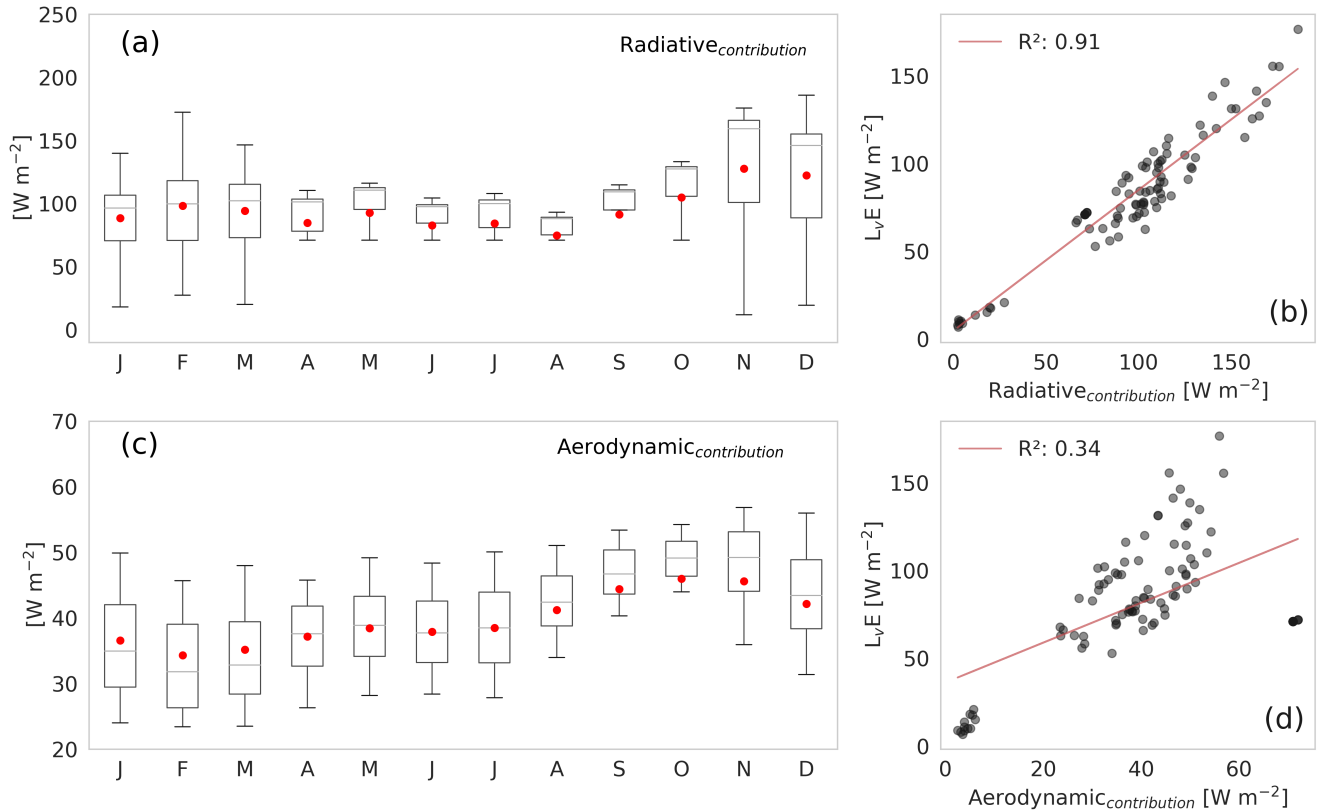 (a)
Radiative_contribution
[W m⁻²]
250
200
150
100
50
0
J F M A M J J A S O N D
R²: 0.91
(b)
LᵥE [W m⁻²]
150
100
50
0
0 50 100 150
Radiative_contribution [W m⁻²]
(c)
Aerodynamic_contribution
[W m⁻²]
70
60
50
40
30
20
J F M A M J J A S O N D
R²: 0.34
(d)
LᵥE [W m⁻²]
150
100
50
0
0 20 40 60
Aerodynamic_contribution [W m⁻²]